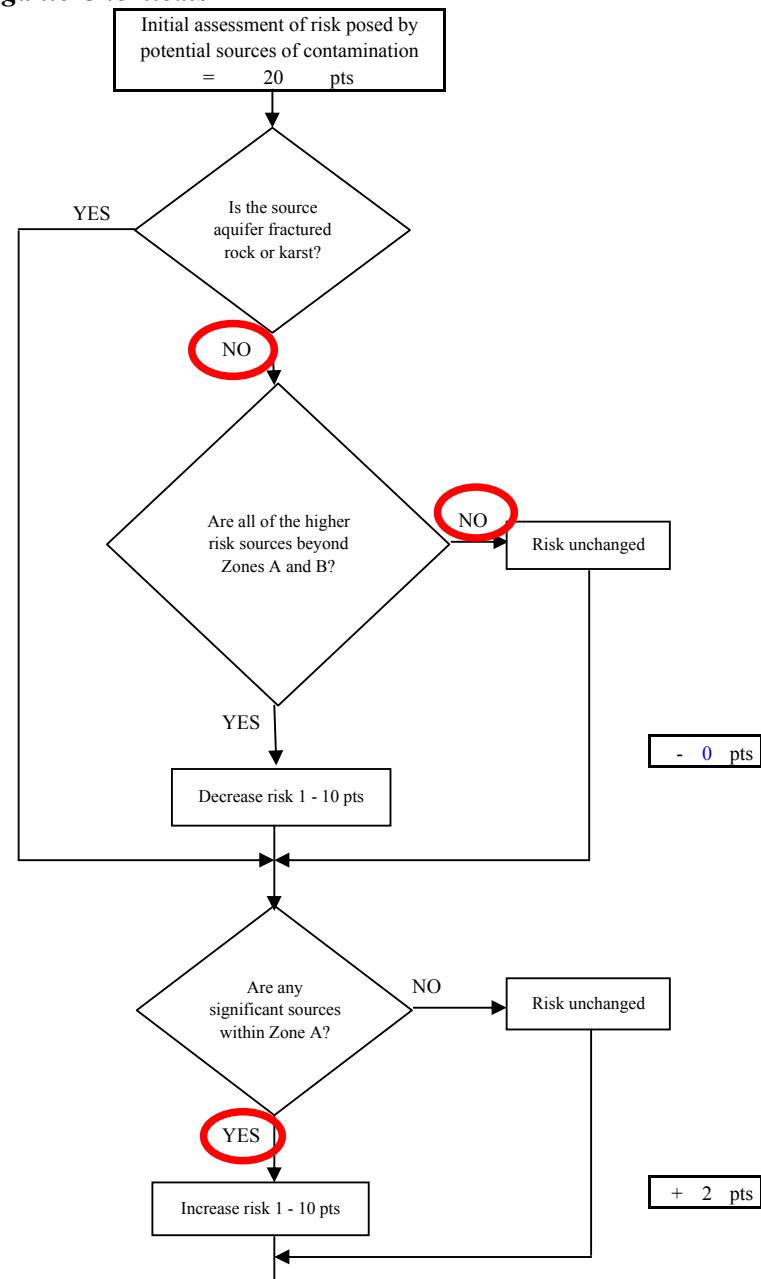 Initial assessment of risk posed by
potential sources of contamination
= 20 pts
YES
Is the source
aquifer fractured
rock or karst?
NO
Are all of the higher
risk sources beyond
Zones A and B?
NO
Risk unchanged
YES
- 0 pts
Decrease risk 1 - 10 pts
Are any
significant sources
within Zone A?
NO
Risk unchanged
YES
+ 2 pts
Increase risk 1 - 10 pts